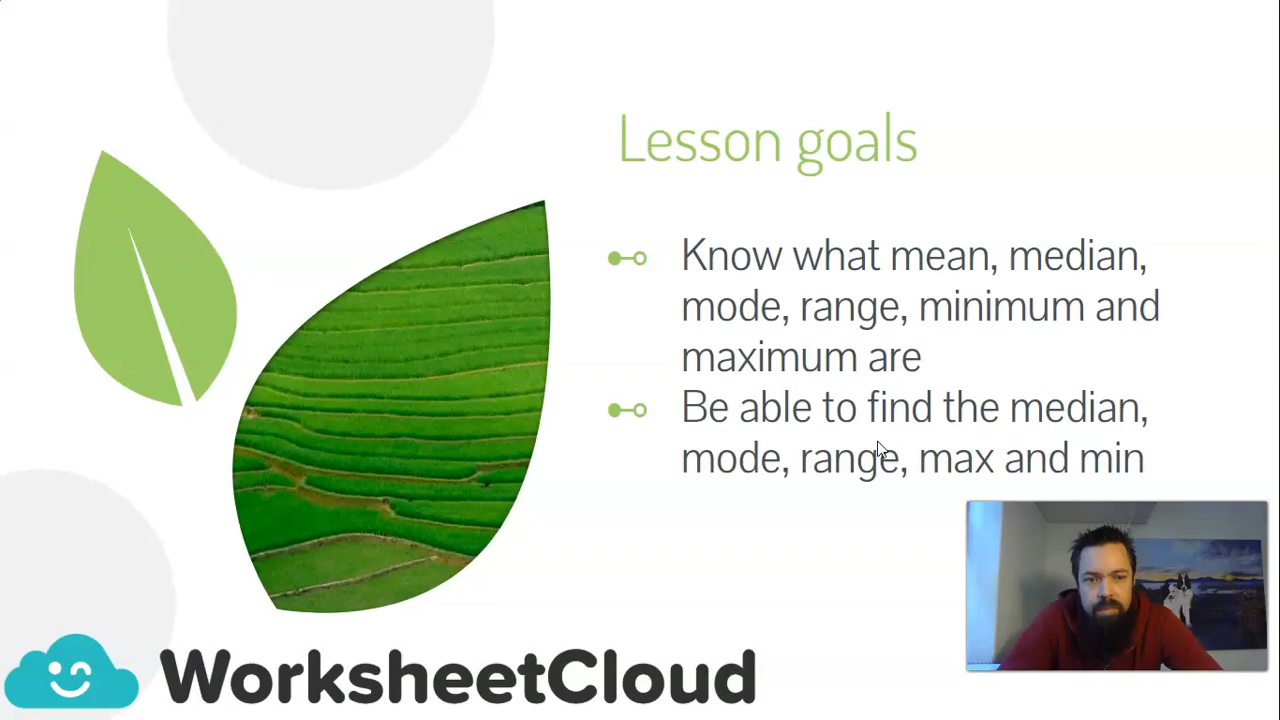 Lesson goals
Know what mean, median,
mode, range, minimum and
maximum are
Be able to find the median,
mode, range, max and min
WorksheetCloud